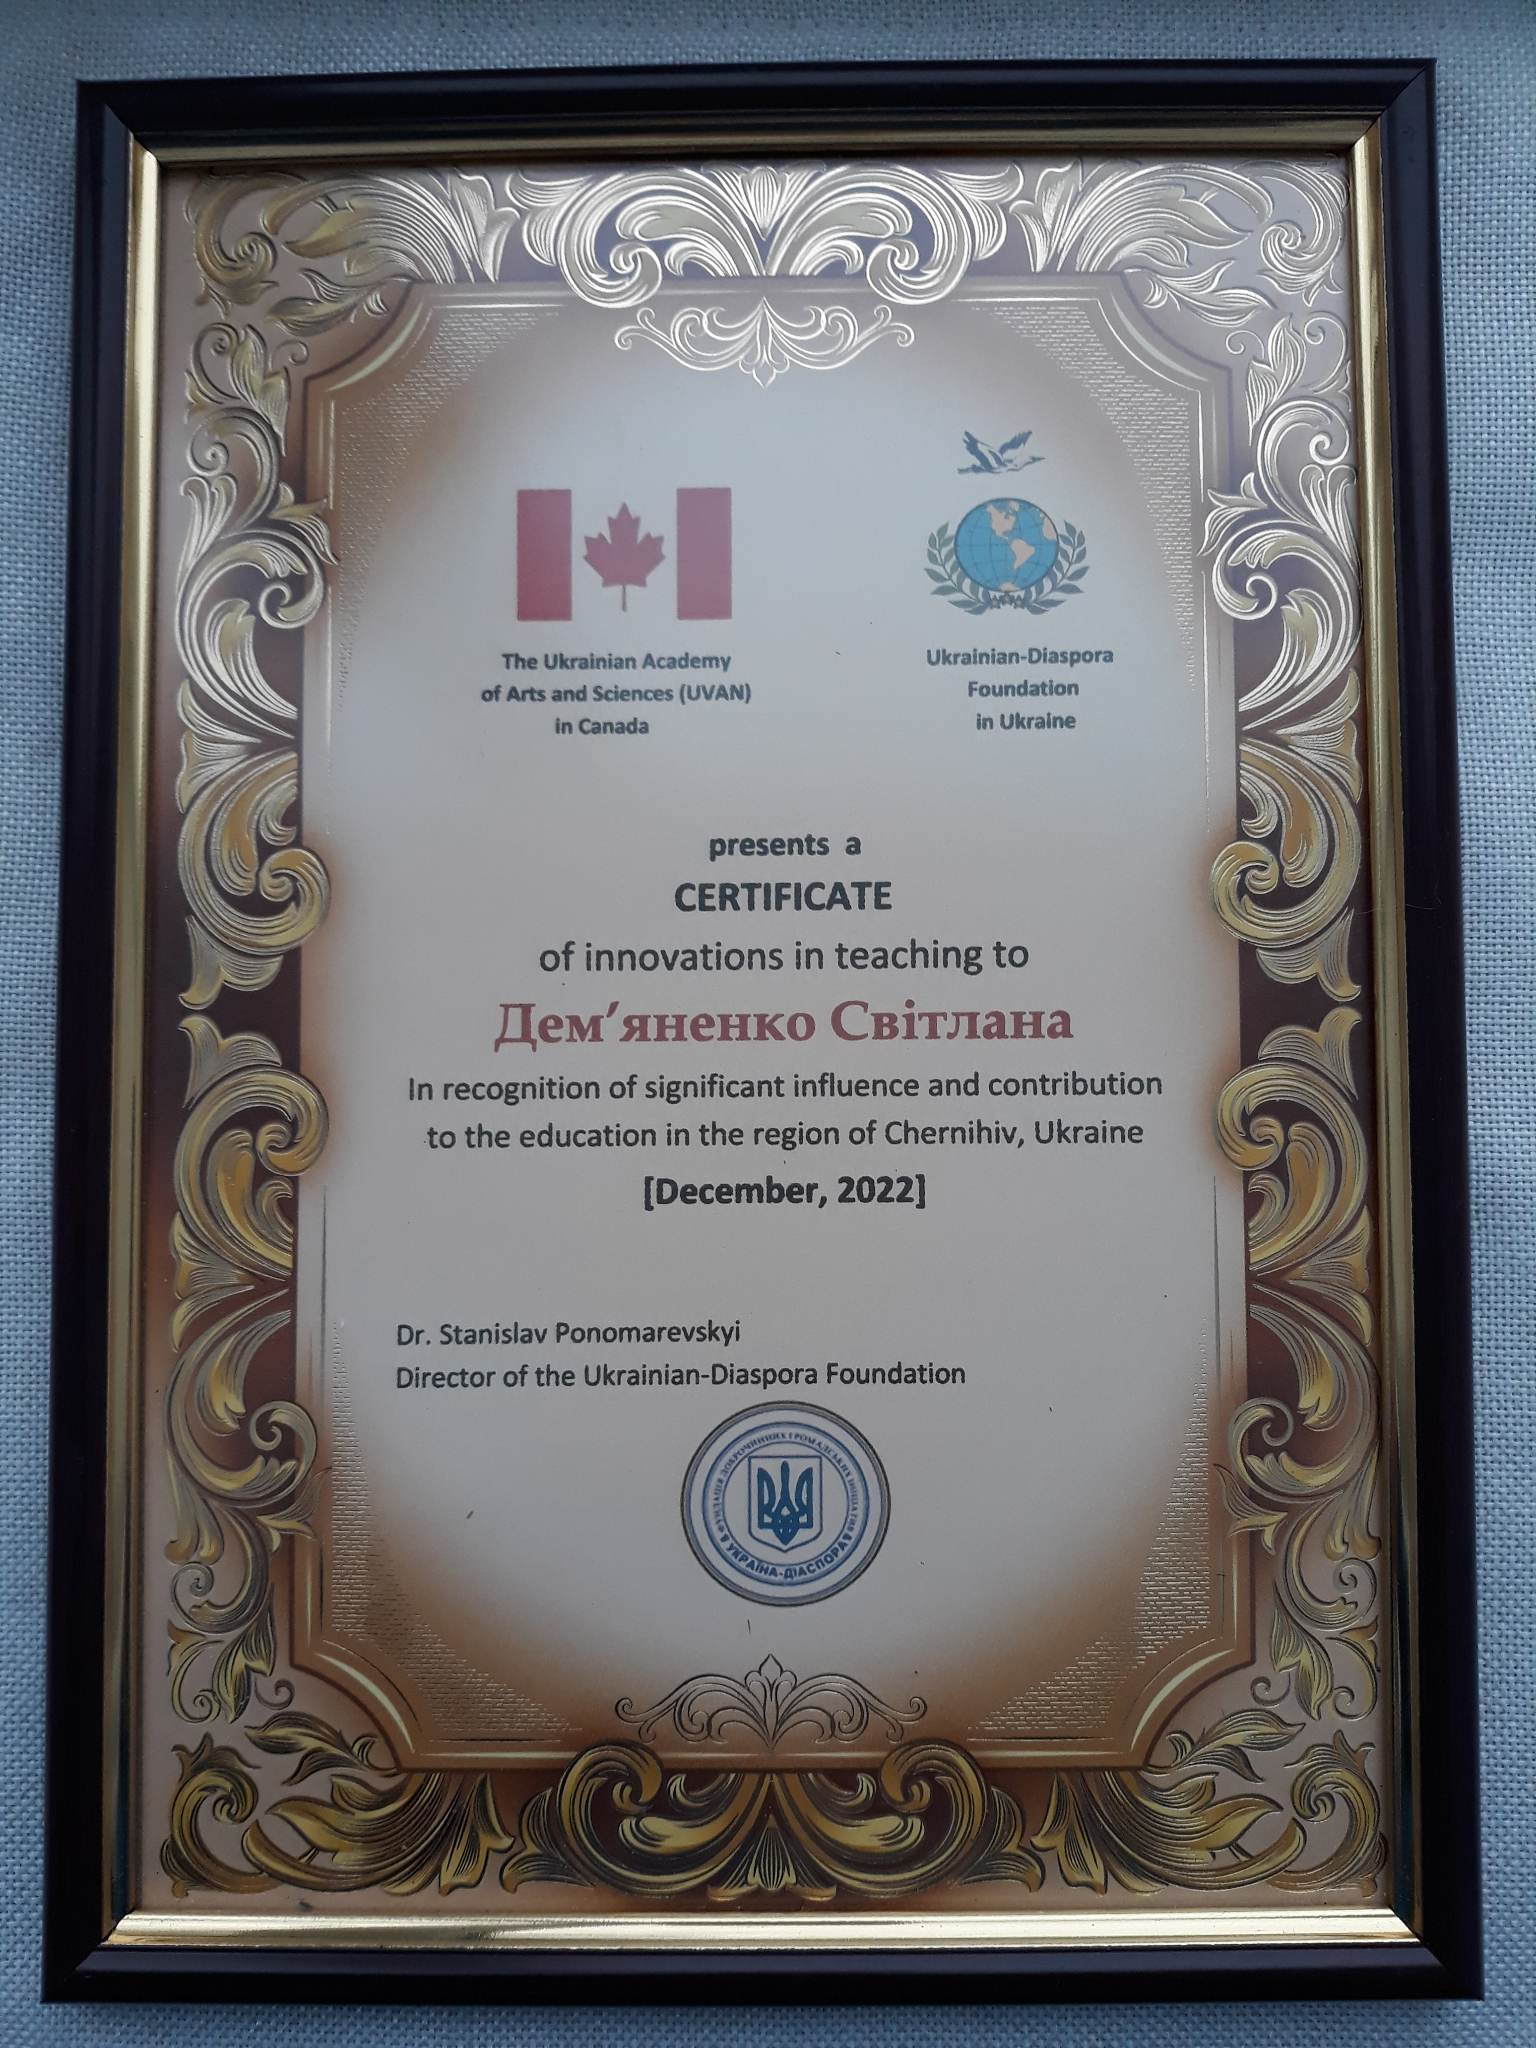 The Ukrainian Academy
of Arts and Sciences (UVAN)
in Canada
Ukrainian-Diaspora
Foundation
in Ukraine
presents a
CERTIFICATE
of innovations in teaching to
Дем’яненко Світлана
In recognition of significant influence and contribution
to the education in the region of Chernihiv, Ukraine
[December, 2022]
Dr. Stanislav Ponomarevskyi
Director of the Ukrainian-Diaspora Foundation
ДОБРОЧИННИХ ГРОМАДСЬКИХ
УКРАЇНА-ДІАСПОРА